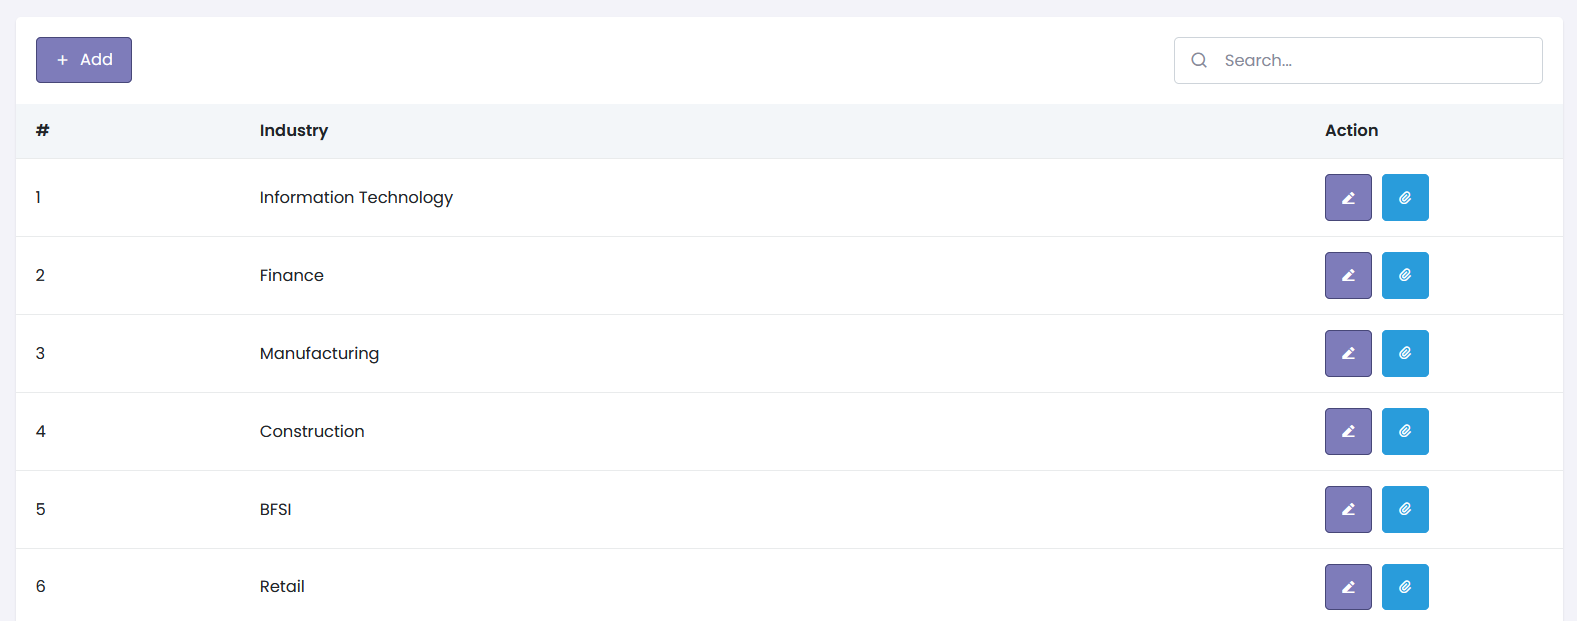 + Add
Search...
# Industry Action
1 Information Technology
2 Finance
3 Manufacturing
4 Construction
5 BFSI
6 Retail